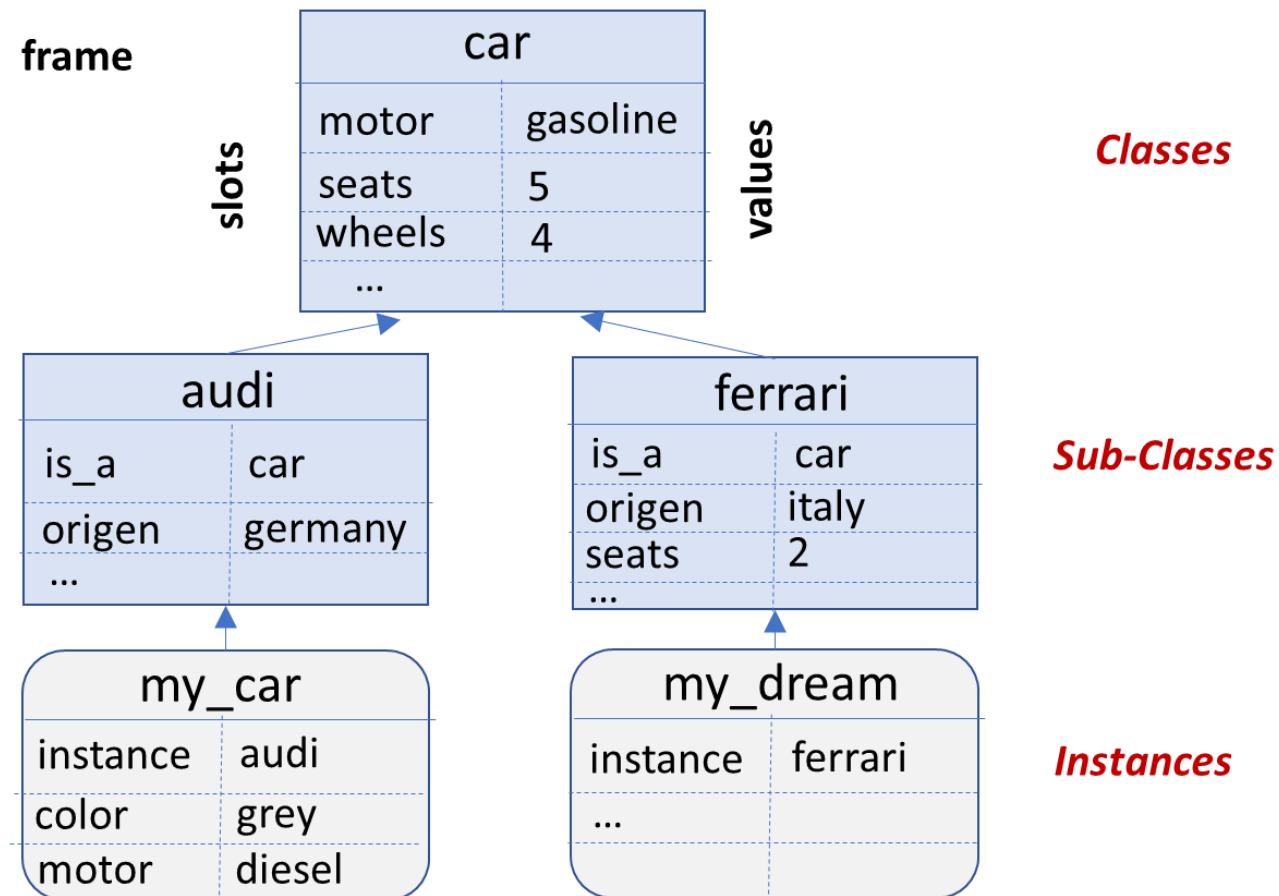 frame
car
slots
values
motor gasoline
seats 5
wheels 4
...
Classes
audi
is_a car
origen germany
...
ferrari
is_a car
origen italy
seats 2
...
Sub-Classes
my_car
instance audi
color grey
motor diesel
my_dream
instance ferrari
...
Instances